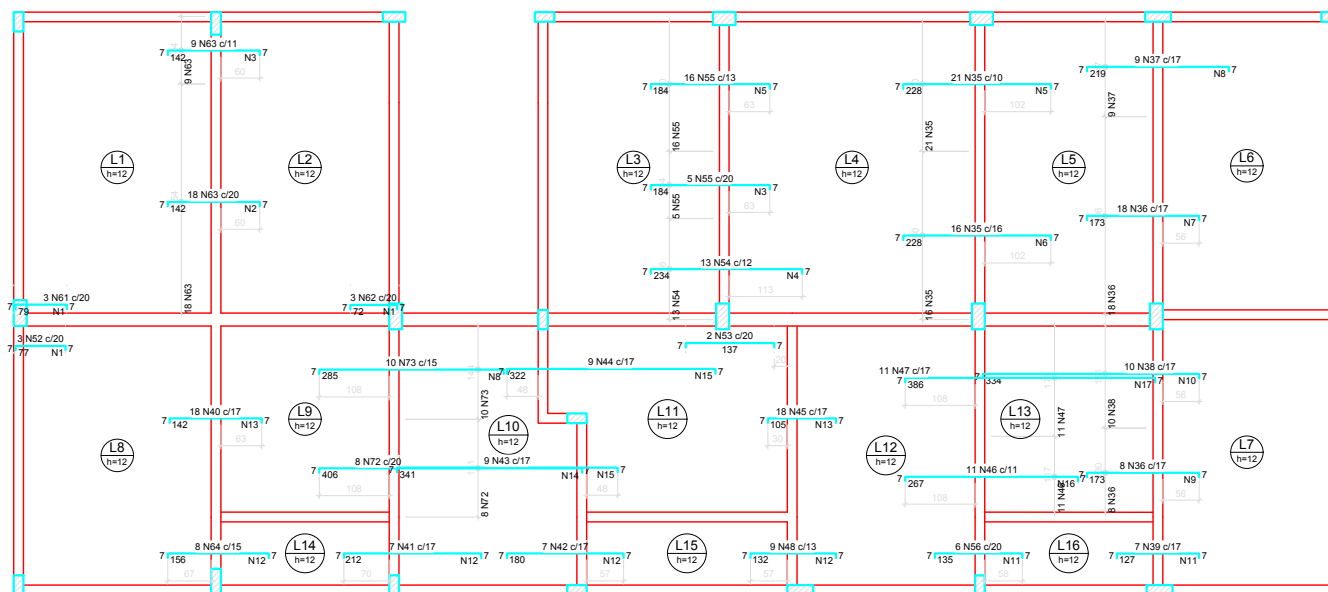 9 N63 c/11
7 142 N3 7
60
9 N63
16 N55 c/13
7 184 N5 7
63
16 N55
21 N35 c/10
7 228 N5 7
102
21 N35
9 N37 c/17
7 219 N8 7
9 N37
L1
h=12
L2
h=12
L3
h=12
L4
h=12
L5
h=12
L6
h=12
18 N63 c/20
7 142 N2 7
60
18 N63
5 N55 c/20
7 184 N3 7
63
5 N55
16 N35 c/16
7 228 N6 7
102
16 N35
18 N36 c/17
7 173 N7 7
56
18 N36
13 N54 c/12
7 234 N4 7
113
13 N54
3 N61 c/20
7 79 N1 7
3 N62 c/20
7 72 N1 7
3 N52 c/20
7 77 N1 7
2 N53 c/20
7 137 7
20
10 N73 c/15
7 285 N8 7
108
10 N73
9 N44 c/17
322 N15 7
48
11 N47 c/17
7 386 N17 7
108
11 N47
10 N38 c/17
7 334 N10 7
56
10 N38
18 N40 c/17
7 142 N13 7
63
18 N45 c/17
7 105 N13 7
30
L8
h=12
L9
h=12
L10
h=12
L11
h=12
L12
h=12
L13
h=12
L7
h=12
8 N72 c/20
7 406 N14 7
108
8 N72
9 N43 c/17
7 341 N15 7
48
11 N46 c/11
7 267 N16 7
108
11 N46
8 N36 c/17
7 173 N9 7
56
8 N36
8 N64 c/15
7 156 N12 7
67
L14
h=12
7 N41 c/17
7 212 N12 7
70
7 N42 c/17
7 180 N12 7
57
L15
h=12
9 N48 c/13
7 132 N12 7
57
6 N56 c/20
7 135 N11 7
58
L16
h=12
7 N39 c/17
7 127 N11 7